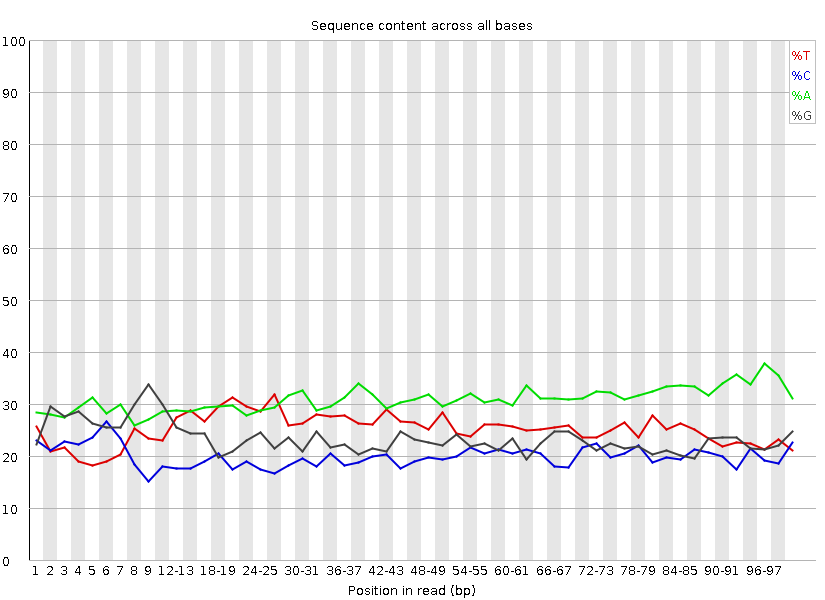 Sequence content across all bases
100
90
80
70
60
50
40
30
20
10
0
%T
%C
%A
%G
1 2 3 4 5 6 7 8 9 12-13 18-19 24-25 30-31 36-37 42-43 48-49 54-55 60-61 66-67 72-73 78-79 84-85 90-91 96-97
Position in read (bp)